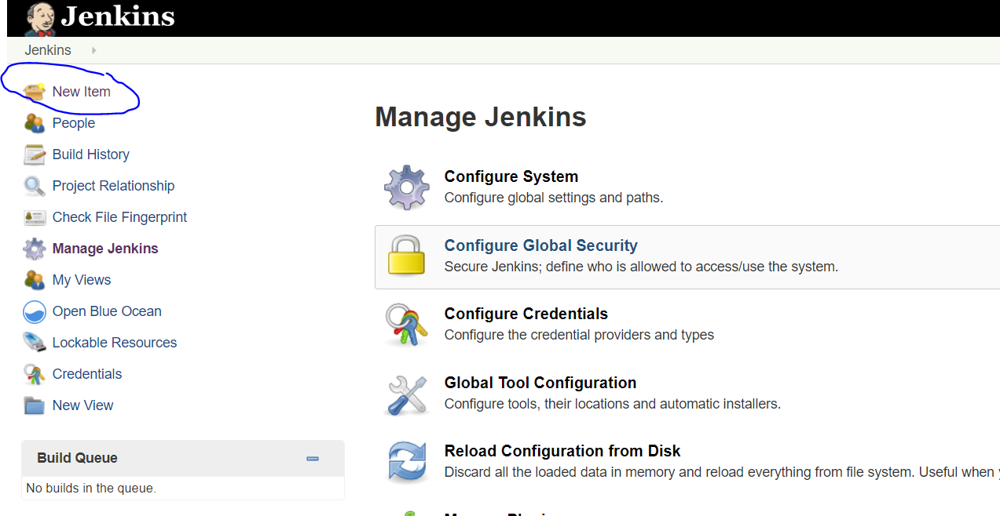 Jenkins
Jenkins
New Item
People
Build History
Project Relationship
Check File Fingerprint
Manage Jenkins
My Views
Open Blue Ocean
Lockable Resources
Credentials
New View
Build Queue
No builds in the queue.
Manage Jenkins
Configure System
Configure global settings and paths.
Configure Global Security
Secure Jenkins; define who is allowed to access/use the system.
Configure Credentials
Configure the credential providers and types
Global Tool Configuration
Configure tools, their locations and automatic installers.
Reload Configuration from Disk
Discard all the loaded data in memory and reload everything from file system. Useful when